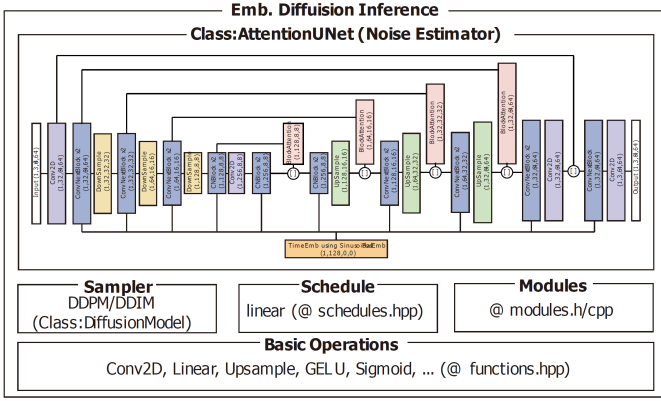 Emb. Diffuision Inference
Class:AttentionUNet (Noise Estimator)
Input (1,3,64,64)
Conv2D
(1,32,64,64)
ConvNextBlock x2
(1,32,64,64)
DownSample
(1,32,32,32)
ConvNextBlock x2
(1,32,32,32)
DownSample
(1,64,16,16)
ConvNextBlock x2
(1,64,16,16)
DownSample
(1,128,8,8)
CNBlock x2
(1,128,8,8)
Conv2D
(1,256,8,8)
CNBlock x2
(1,256,8,8)
BlockAttention
(1,128,8,8)
CNBlock x2
(1,256,8,8)
UpSample
(1,128,16,16)
BlockAttention
(1,64,16,16)
ConvNextBlock x2
(1,128,16,16)
UpSample
(1,64,32,32)
BlockAttention
(1,32,32,32)
ConvNextBlock x2
(1,64,32,32)
UpSample
(1,32,64,64)
BlockAttention
(1,32,64,64)
ConvNextBlock x2
(1,32,64,64)
Conv2D
(1,32,64,64)
ConvNextBlock x2
(1,32,64,64)
Conv2D
(1,3,64,64)
Output (1,3,64,64)
TimeEmb using SinusoidalPosEmb
(1,128,0,0)
Sampler
DDPM/DDIM
(Class:DiffusionModel)
Schedule
linear (@ schedules.hpp)
Modules
@ modules.h/cpp
Basic Operations
Conv2D, Linear, Upsample, GELU, Sigmoid, ... (@ functions.hpp)